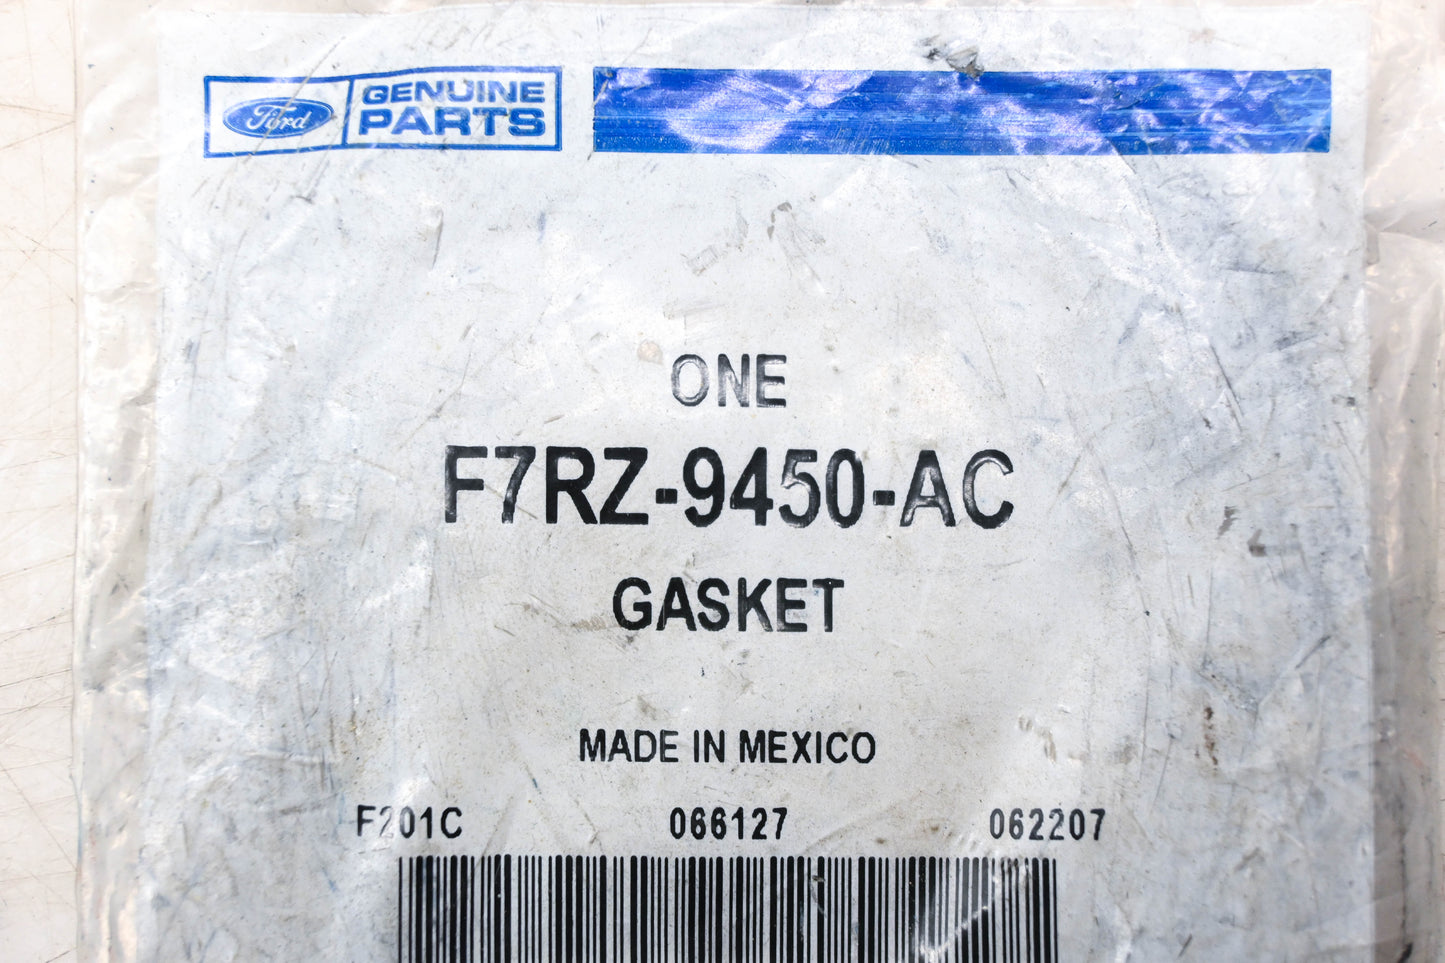 Ford
GENUINE
PARTS
ONE
F7RZ-9450-AC
GASKET
MADE IN MEXICO
F201C 066127 062207